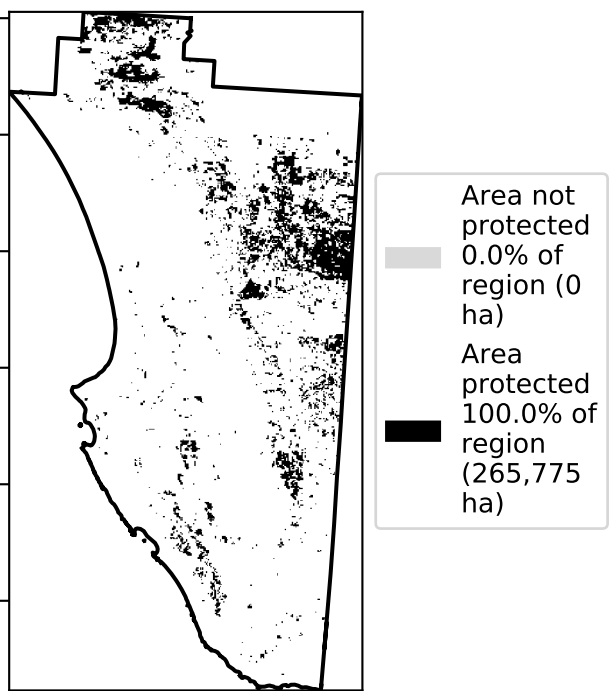 Area not
protected
0.0% of
region (0
ha)
Area
protected
100.0% of
region
(265,775
ha)